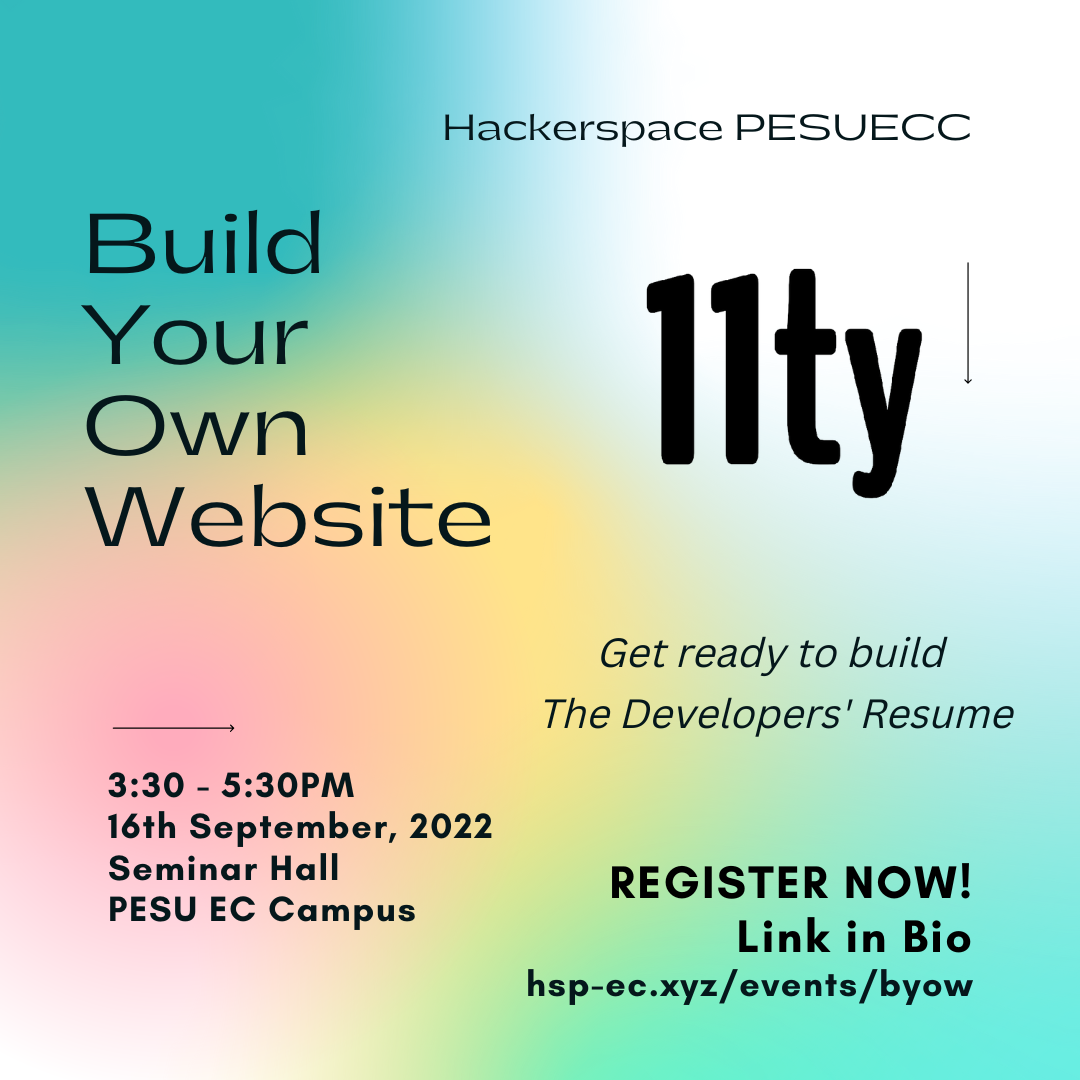 Hackerspace PESUECC
Build
Your
Own
Website
11ty
Get ready to build
The Developers' Resume
3:30 - 5:30PM
16th September, 2022
Seminar Hall
PESU EC Campus
REGISTER NOW!
Link in Bio
hsp-ec.xyz/events/byow